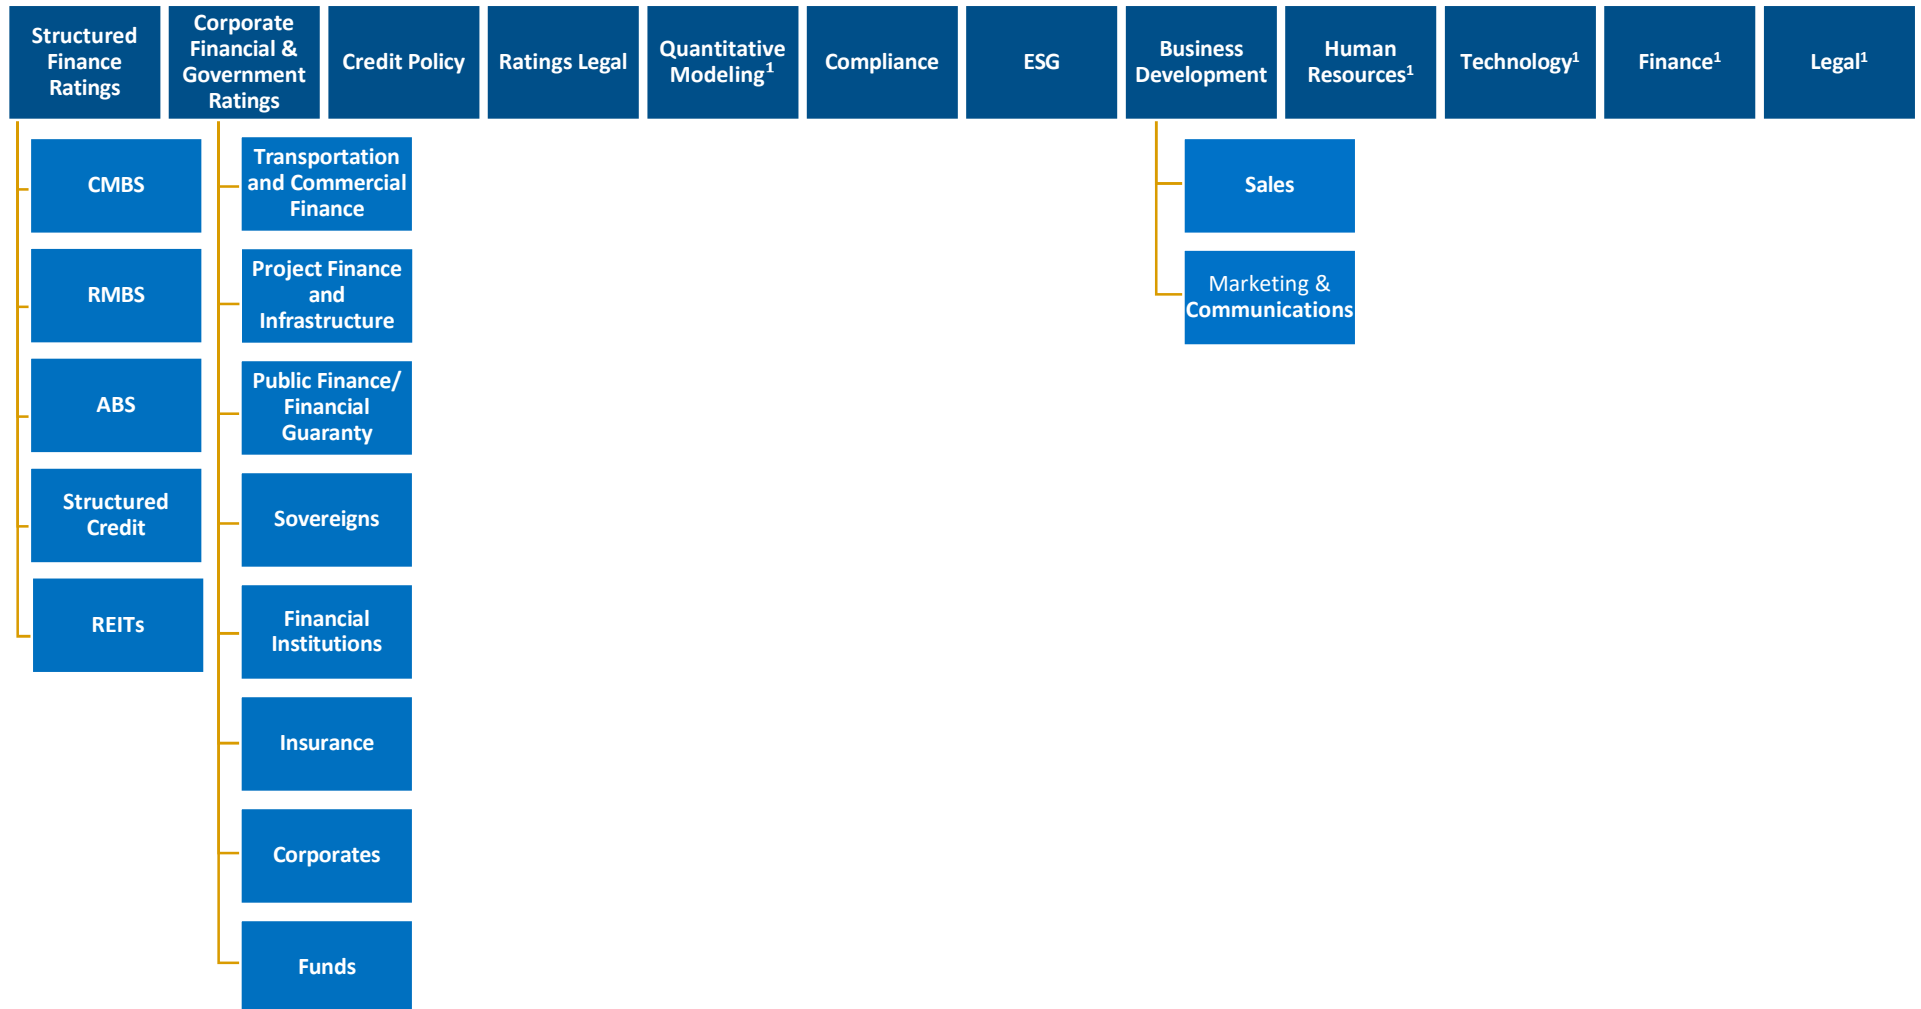 Structured
Finance
Ratings
Corporate
Financial &
Government
Ratings
Credit Policy
Ratings Legal
Quantitative
Modeling¹
Compliance
ESG
Business
Development
Human
Resources¹
Technology¹
Finance¹
Legal¹
CMBS
RMBS
ABS
Structured
Credit
REITs
Transportation
and Commercial
Finance
Project Finance
and
Infrastructure
Public Finance/
Financial
Guaranty
Sovereigns
Financial
Institutions
Insurance
Corporates
Funds
Sales
Marketing &
Communications